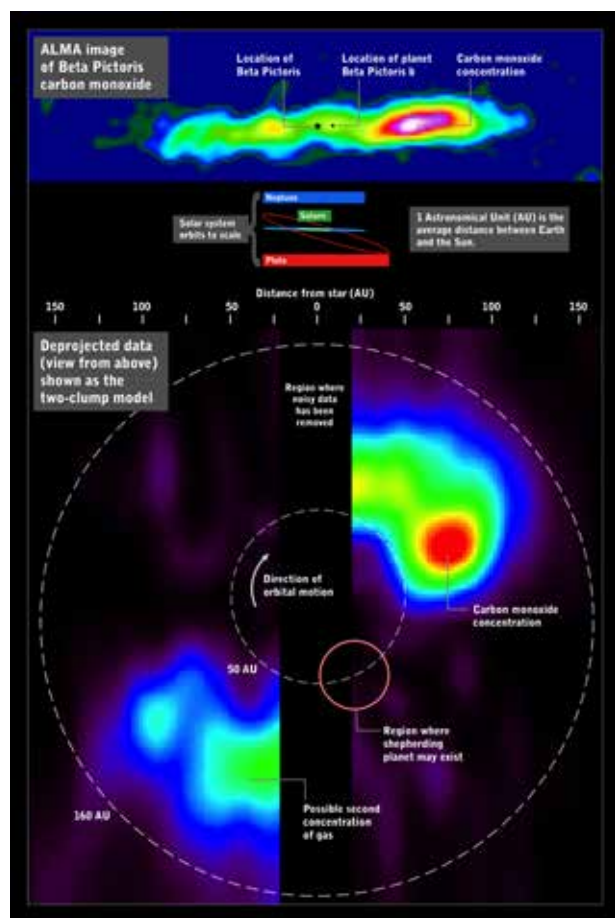 ALMA image
of Beta Pictoris
carbon monoxide
Location of
Beta Pictoris
Location of planet
Beta Pictoris b
Carbon monoxide
concentration
Solar system
orbits to scale
Neptune
Saturn
Pluto
1 Astronomical Unit (AU) is the
average distance between Earth
and the Sun.
Distance from star (AU)
150 100 50 0 50 100 150
Deprojected data
(view from above)
shown as the
two-clump model
Region where
noisy data
has been
removed
Direction of
orbital motion
Carbon monoxide
concentration
50 AU
Region where
shepherding
planet may exist
160 AU
Possible second
concentration
of gas